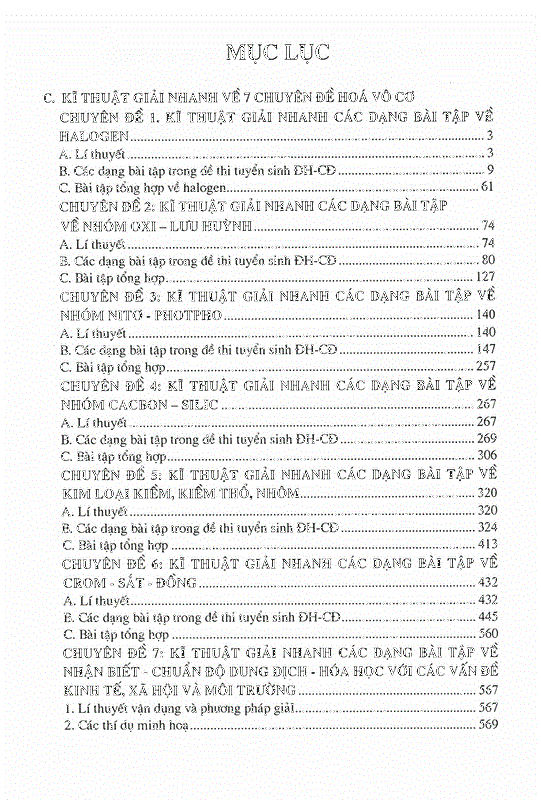 MỤC LỤC
C. KĨ THUẬT GIẢI NHANH VỀ 7 CHUYÊN ĐỀ HOÁ VÔ CƠ
CHUYÊN ĐỀ 1. KĨ THUẬT GIẢI NHANH CÁC DẠNG BÀI TẬP VỀ
HALOGEN 3
A. Lí thuyết 3
B. Các dạng bài tập trong đề thi tuyển sinh ĐH-CĐ 9
C. Bài tập tổng hợp về halogen 61
CHUYÊN ĐỀ 2: KĨ THUẬT GIẢI NHANH CÁC DẠNG BÀI TẬP
VỀ NHÓM OXI – LƯU HUỲNH 74
A. Lí thuyết 74
B. Các dạng bài tập trong đề thi tuyển sinh ĐH-CĐ 80
C. Bài tập tổng hợp 127
CHUYÊN ĐỀ 3: KĨ THUẬT GIẢI NHANH CÁC DẠNG BÀI TẬP VỀ
NHÓM NITƠ - PHOTPHO 140
A. Lí thuyết 140
B. Các dạng bài tập trong đề thi tuyển sinh ĐH-CĐ 147
C. Bài tập tổng hợp 257
CHUYÊN ĐỀ 4: KĨ THUẬT GIẢI NHANH CÁC DẠNG BÀI TẬP VỀ
NHÓM CACBON – SILIC 267
A. Lí thuyết 267
B. Các dạng bài tập trong đề thi tuyển sinh ĐH-CĐ 269
C. Bài tập tổng hợp 306
CHUYÊN ĐỀ 5: KĨ THUẬT GIẢI NHANH CÁC DẠNG BÀI TẬP VỀ
KIM LOẠI KIỀM, KIỀM THỔ, NHÔM 320
A. Lí thuyết 320
B. Các dạng bài tập trong đề thi tuyển sinh ĐH-CĐ 324
C. Bài tập tổng hợp 413
CHUYÊN ĐỀ 6: KĨ THUẬT GIẢI NHANH CÁC DẠNG BÀI TẬP VỀ
CROM - SẮT - ĐỒNG 432
A. Lí thuyết 432
B. Các dạng bài tập trong đề thi tuyển sinh ĐH-CĐ 445
C. Bài tập tổng hợp 560
CHUYÊN ĐỀ 7: KĨ THUẬT GIẢI NHANH CÁC DẠNG BÀI TẬP VỀ
NHẬN BIẾT - CHUẨN ĐỘ DUNG DỊCH - HÓA HỌC VỚI CÁC VẤN ĐỀ
KINH TẾ, XÃ HỘI VÀ MÔI TRƯỜNG 567
1. Lí thuyết vận dụng và phương pháp giải 567
2. Các thí dụ minh hoạ 569